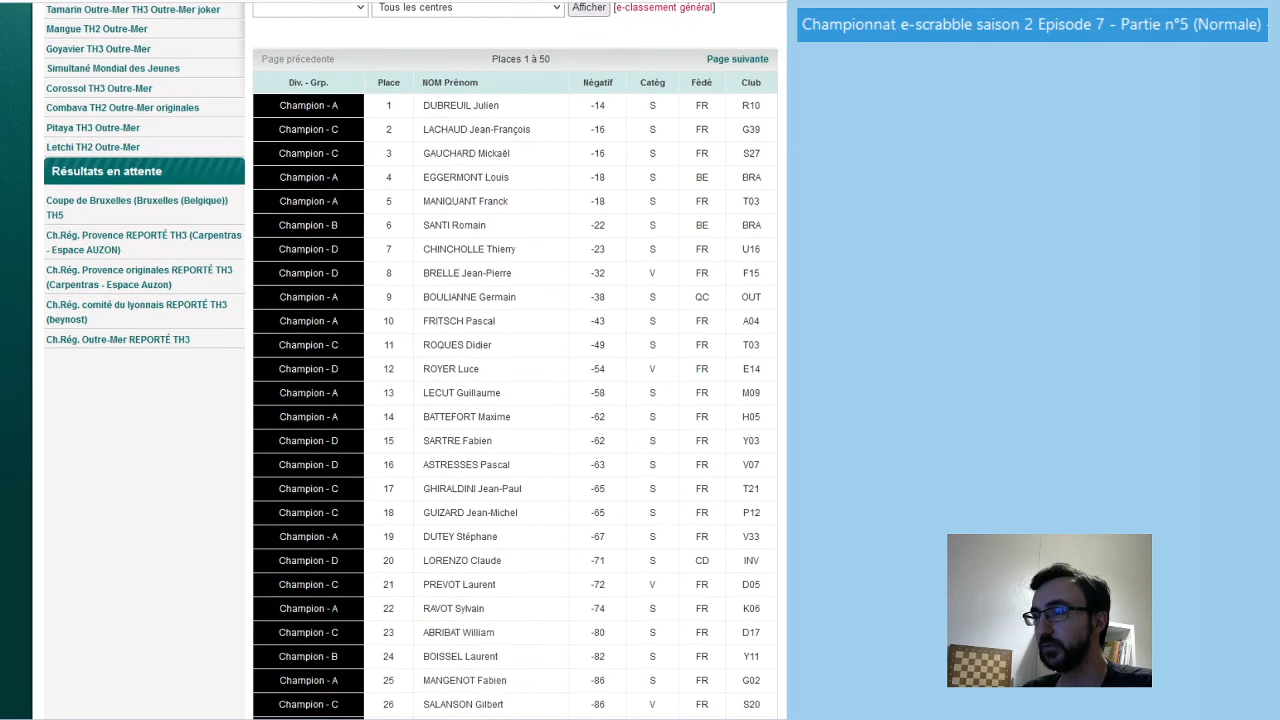 Tamarin Outre-Mer TH3 Outre-Mer joker
Mangue TH2 Outre-Mer
Goyavier TH3 Outre-Mer
Simultané Mondial des Jeunes
Corossol TH3 Outre-Mer
Combava TH2 Outre-Mer originales
Pitaya TH3 Outre-Mer
Letchi TH2 Outre-Mer
Résultats en attente
Coupe de Bruxelles (Bruxelles (Belgique))
TH5
Ch.Rég. Provence REPORTÉ TH3 (Carpentras
- Espace AUZON)
Ch.Rég. Provence originales REPORTÉ TH3
(Carpentras - Espace Auzon)
Ch.Rég. comité du lyonnais REPORTÉ TH3
(beynost)
Ch.Rég. Outre-Mer REPORTÉ TH3
Tous les centres Afficher [e-classement général]
Page précedente Places 1 à 50 Page suivante
Div. - Grp. Place NOM Prénom Négatif Catég Fédé Club
Champion - A 1 DUBREUIL Julien -14 S FR R10
Champion - C 2 LACHAUD Jean-François -16 S FR G39
Champion - C 3 GAUCHARD Mickaël -16 S FR S27
Champion - A 4 EGGERMONT Louis -18 S BE BRA
Champion - A 5 MANIQUANT Franck -18 S FR T03
Champion - B 6 SANTI Romain -22 S BE BRA
Champion - D 7 CHINCHOLLE Thierry -23 S FR U16
Champion - D 8 BRELLE Jean-Pierre -32 V FR F15
Champion - A 9 BOULIANNE Germain -38 S QC OUT
Champion - A 10 FRITSCH Pascal -43 S FR A04
Champion - C 11 ROQUES Didier -49 S FR T03
Champion - D 12 ROYER Luce -54 V FR E14
Champion - A 13 LECUT Guillaume -58 S FR M09
Champion - A 14 BATTEFORT Maxime -62 S FR H05
Champion - D 15 SARTRE Fabien -62 S FR Y03
Champion - D 16 ASTRESSES Pascal -63 S FR V07
Champion - C 17 GHIRALDINI Jean-Paul -65 S FR T21
Champion - C 18 GUIZARD Jean-Michel -65 S FR P12
Champion - A 19 DUTEY Stéphane -67 S FR V33
Champion - D 20 LORENZO Claude -71 S CD INV
Champion - C 21 PREVOT Laurent -72 V FR D05
Champion - A 22 RAVOT Sylvain -74 S FR K06
Champion - C 23 ABRIBAT William -80 S FR D17
Champion - B 24 BOISSEL Laurent -82 S FR Y11
Champion - A 25 MANGENOT Fabien -86 S FR G02
Champion - C 26 SALANSON Gilbert -86 V FR S20
Championnat e-scrabble saison 2 Episode 7 - Partie n°5 (Normale) -